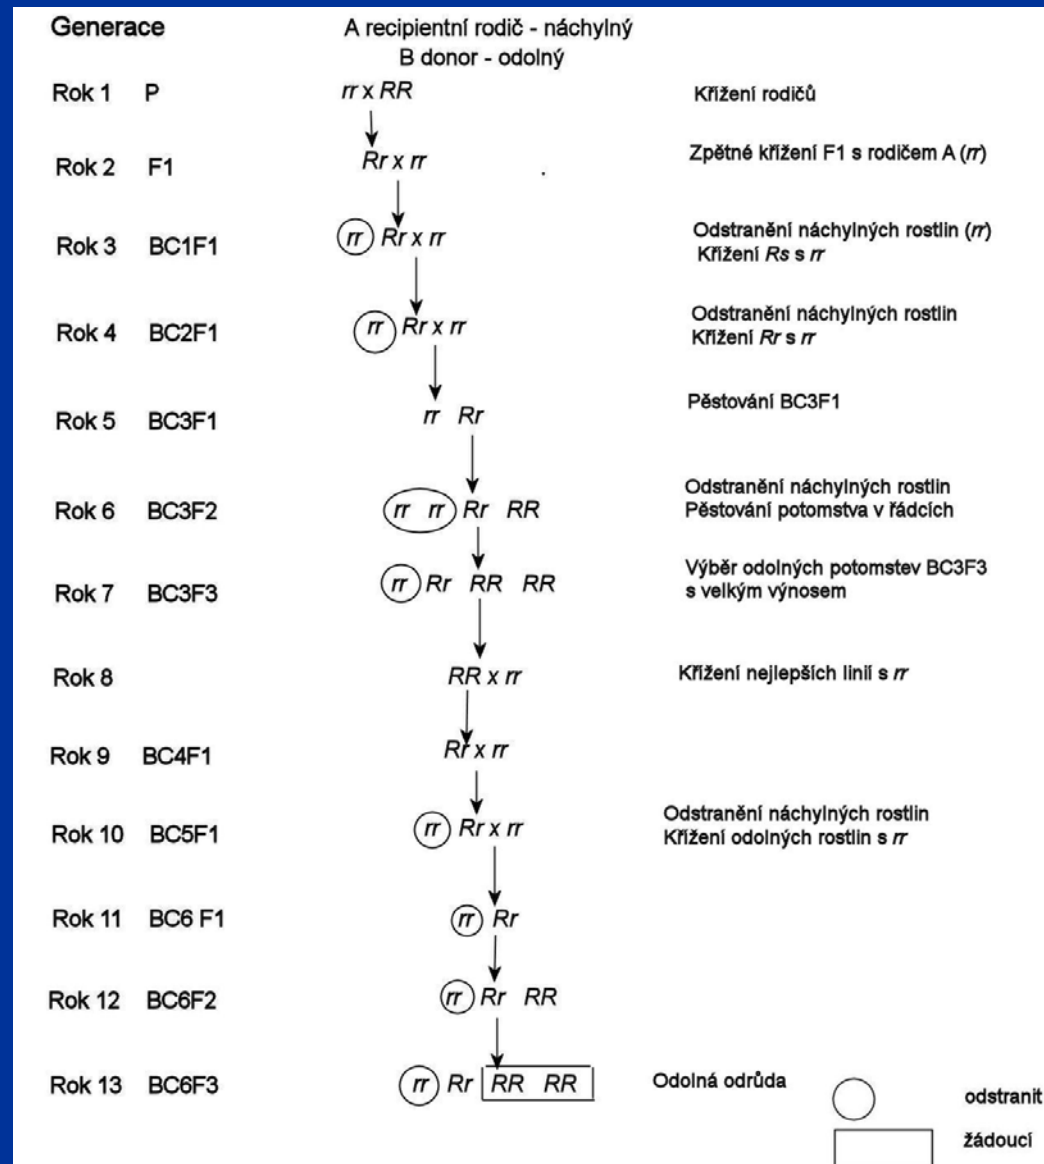 Generace A recipientní rodič - náchylný
B donor - odolný
Rok 1 P rr x RR Křížení rodičů
Rok 2 F1 Rr x rr Zpětné křížení F1 s rodičem A (rr)
Rok 3 BC1F1 rr Rr x rr Odstranění náchylných rostlin (rr)
Křížení Rs s rr
Rok 4 BC2F1 rr Rr x rr Odstranění náchylných rostlin
Křížení Rr s rr
Rok 5 BC3F1 rr Rr Pěstování BC3F1
Rok 6 BC3F2 rr rr Rr RR Odstranění náchylných rostlin
Pěstování potomstva v řádcích
Rok 7 BC3F3 rr Rr RR RR Výběr odolných potomstev BC3F3
s velkým výnosem
Rok 8 RR x rr Křížení nejlepších linií s rr
Rok 9 BC4F1 Rr x rr
Rok 10 BC5F1 rr Rr x rr Odstranění náchylných rostlin
Křížení odolných rostlin s rr
Rok 11 BC6 F1 rr Rr
Rok 12 BC6F2 rr Rr RR
Rok 13 BC6F3 rr Rr RR RR Odolná odrůda
odstranit
žádoucí